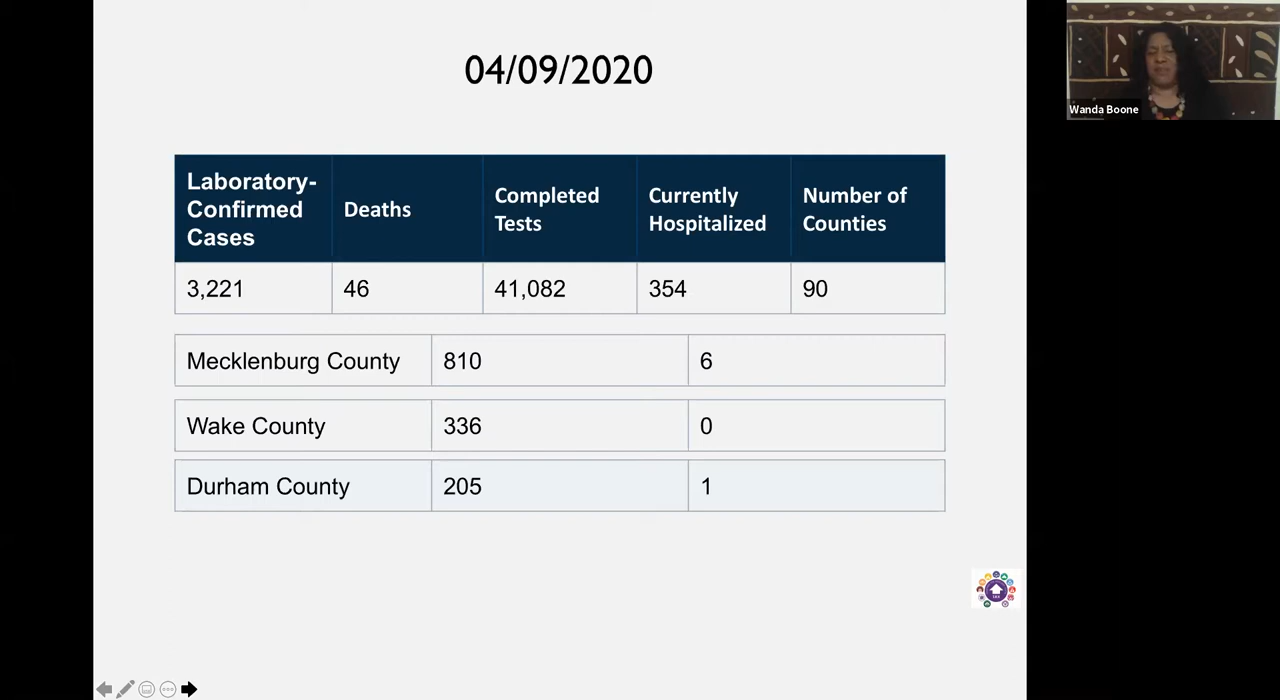 04/09/2020
Wanda Boone
Laboratory-
Confirmed
Cases
Deaths
Completed
Tests
Currently
Hospitalized
Number of
Counties
3,221
46
41,082
354
90
Mecklenburg County
810
6
Wake County
336
0
Durham County
205
1